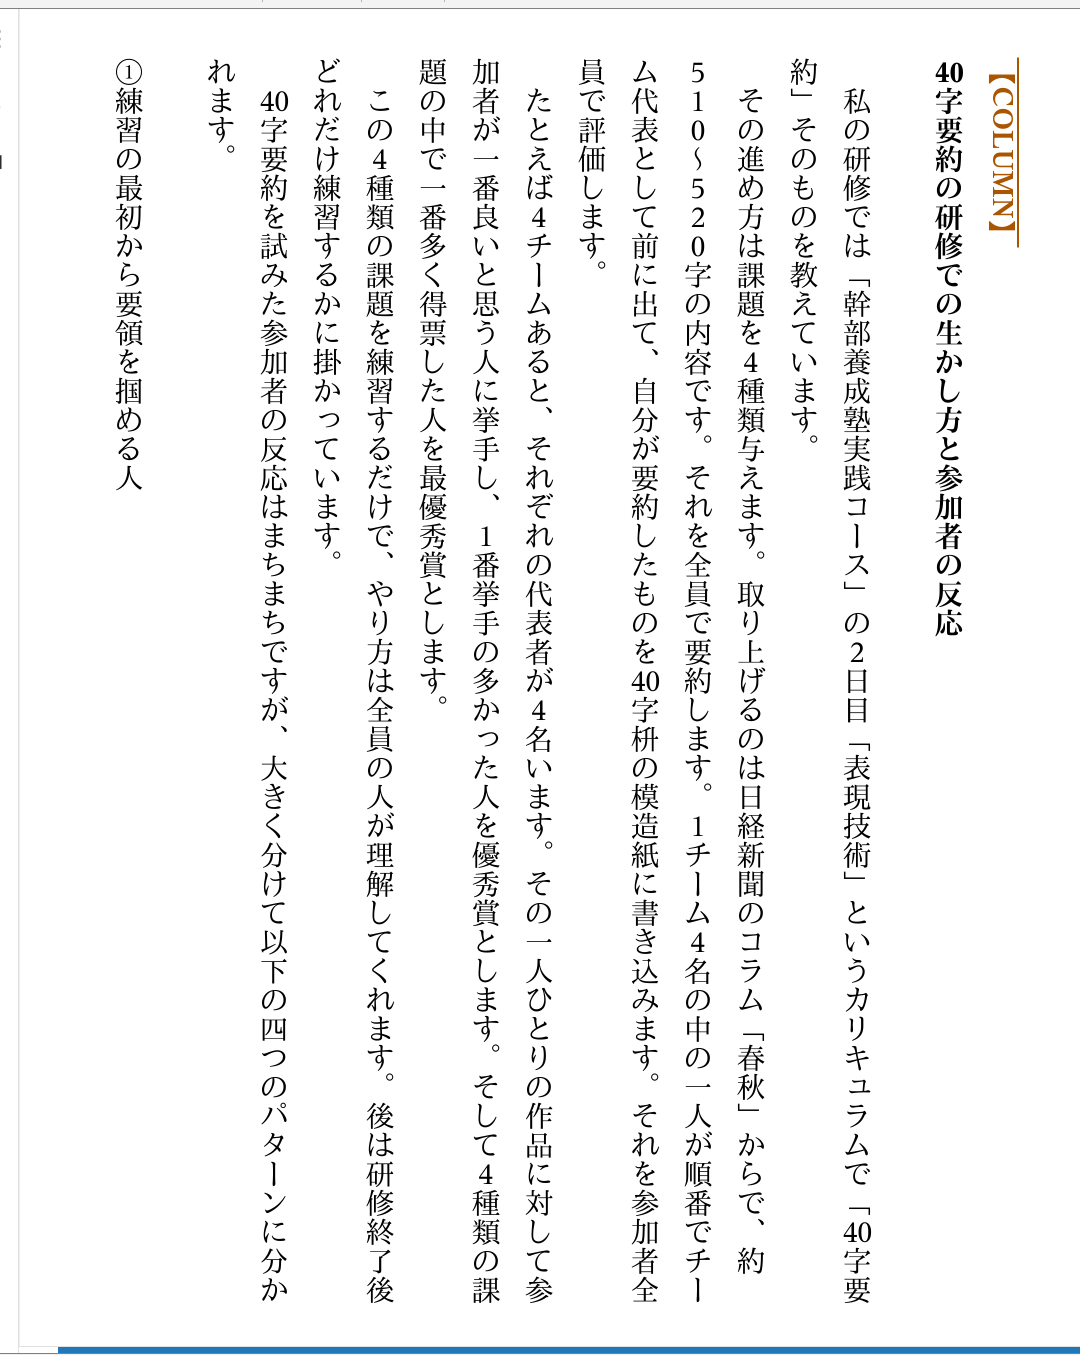 【COLUMN】
40字要約の研修での生かし方と参加者の反応
私の研修では「幹部養成塾実践コース」の2日目「表現技術」というカリキュラムで「40字要
約」そのものを教えています。
その進め方は課題を4種類与えます。取り上げるのは日経新聞のコラム「春秋」からで、約
510～520字の内容です。それを全員で要約します。1チーム4名の中の一人が順番でチー
ム代表として前に出て、自分が要約したものを40字枡の模造紙に書き込みます。それを参加者全
員で評価します。
たとえば4チームあると、それぞれの代表者が4名います。その一人ひとりの作品に対して参
加者が一番良いと思う人に挙手し、1番挙手の多かった人を優秀賞とします。そして4種類の課
題の中で一番多く得票した人を最優秀賞とします。
この4種類の課題を練習するだけで、やり方は全員の人が理解してくれます。後は研修終了後
どれだけ練習するかに掛かっています。
40字要約を試みた参加者の反応はまちまちですが、大きく分けて以下の四つのパターンに分か
れます。
①練習の最初から要領を掴める人